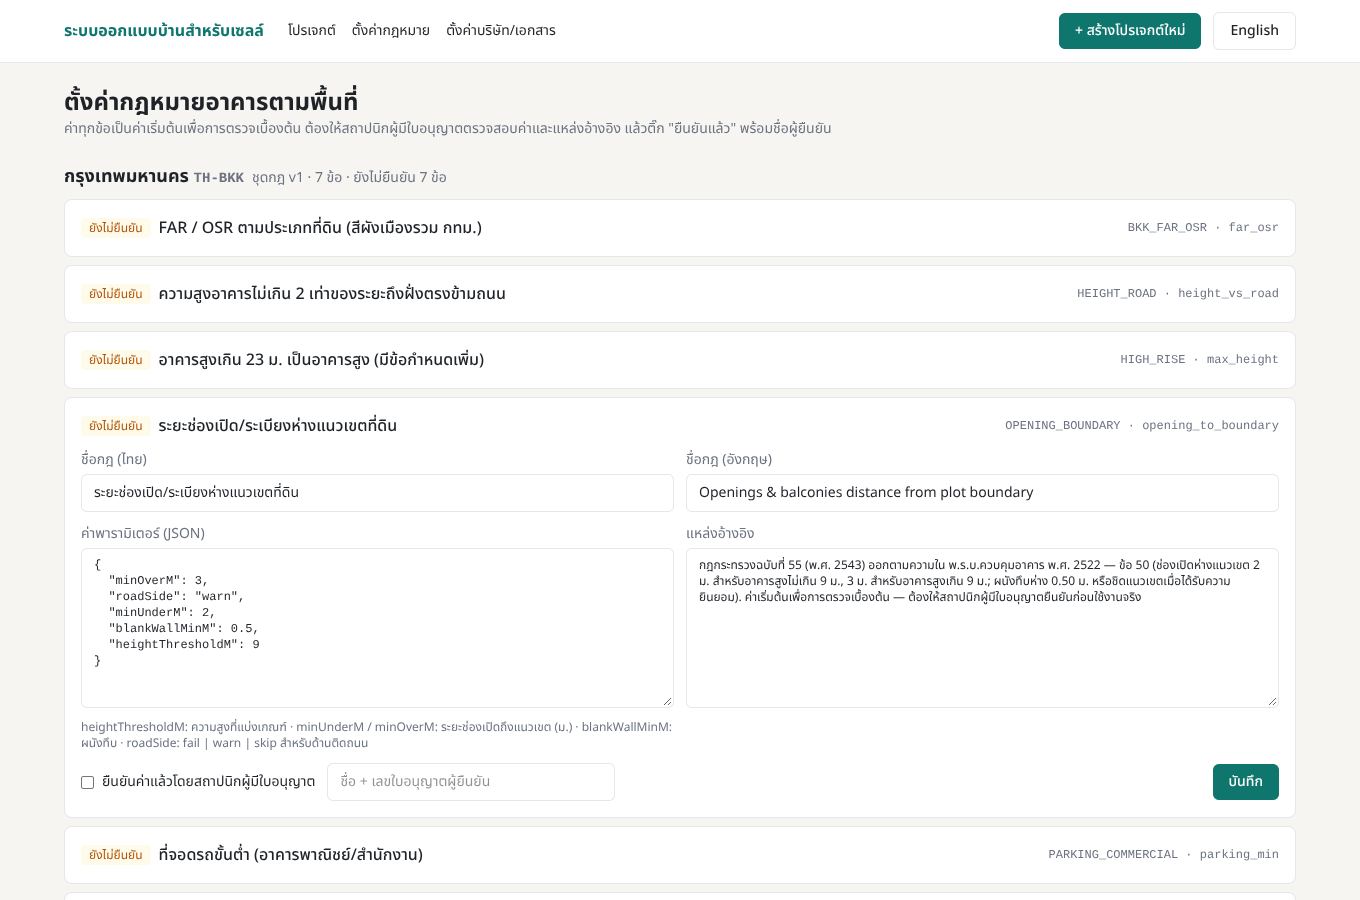 ระบบออกแบบบ้านสำหรับเซลล์
โปรเจกต์
ตั้งค่ากฎหมาย
ตั้งค่าบริษัท/เอกสาร
+ สร้างโปรเจกต์ใหม่
English
ตั้งค่ากฎหมายอาคารตามพื้นที่
ค่าทุกข้อเป็นค่าเริ่มต้นเพื่อการตรวจเบื้องต้น ต้องให้สถาปนิกผู้มีใบอนุญาตตรวจสอบค่าและแหล่งอ้างอิง แล้วติ๊ก "ยืนยันแล้ว" พร้อมชื่อผู้ยืนยัน
กรุงเทพมหานคร TH-BKK ชุดกฎ v1 · 7 ข้อ · ยังไม่ยืนยัน 7 ข้อ
ยังไม่ยืนยัน FAR / OSR ตามประเภทที่ดิน (สีผังเมืองรวม กทม.) BKK_FAR_OSR · far_osr
ยังไม่ยืนยัน ความสูงอาคารไม่เกิน 2 เท่าของระยะถึงฝั่งตรงข้ามถนน HEIGHT_ROAD · height_vs_road
ยังไม่ยืนยัน อาคารสูงเกิน 23 ม. เป็นอาคารสูง (มีข้อกำหนดเพิ่ม) HIGH_RISE · max_height
ยังไม่ยืนยัน ระยะช่องเปิด/ระเบียงห่างแนวเขตที่ดิน OPENING_BOUNDARY · opening_to_boundary
ชื่อกฎ (ไทย)
ระยะช่องเปิด/ระเบียงห่างแนวเขตที่ดิน
ชื่อกฎ (อังกฤษ)
Openings & balconies distance from plot boundary
ค่าพารามิเตอร์ (JSON)
{
"minOverM": 3,
"roadSide": "warn",
"minUnderM": 2,
"blankWallMinM": 0.5,
"heightThresholdM": 9
}
heightThresholdM: ความสูงที่แบ่งเกณฑ์ · minUnderM / minOverM: ระยะช่องเปิดถึงแนวเขต (ม.) · blankWallMinM:
ผนังทึบ · roadSide: fail | warn | skip สำหรับด้านติดถนน
แหล่งอ้างอิง
กฎกระทรวงฉบับที่ 55 (พ.ศ. 2543) ออกตามความใน พ.ร.บ.ควบคุมอาคาร พ.ศ. 2522 — ข้อ 50 (ช่องเปิดห่างแนวเขต 2
ม. สำหรับอาคารสูงไม่เกิน 9 ม., 3 ม. สำหรับอาคารสูงเกิน 9 ม.; ผนังทึบห่าง 0.50 ม. หรือชิดแนวเขตเมื่อได้รับความ
ยินยอม). ค่าเริ่มต้นเพื่อการตรวจเบื้องต้น — ต้องให้สถาปนิกผู้มีใบอนุญาตยืนยันก่อนใช้งานจริง
ยืนยันค่าแล้วโดยสถาปนิกผู้มีใบอนุญาต
ชื่อ + เลขใบอนุญาตผู้ยืนยัน
บันทึก
ยังไม่ยืนยัน ที่จอดรถขั้นต่ำ (อาคารพาณิชย์/สำนักงาน) PARKING_COMMERCIAL · parking_min